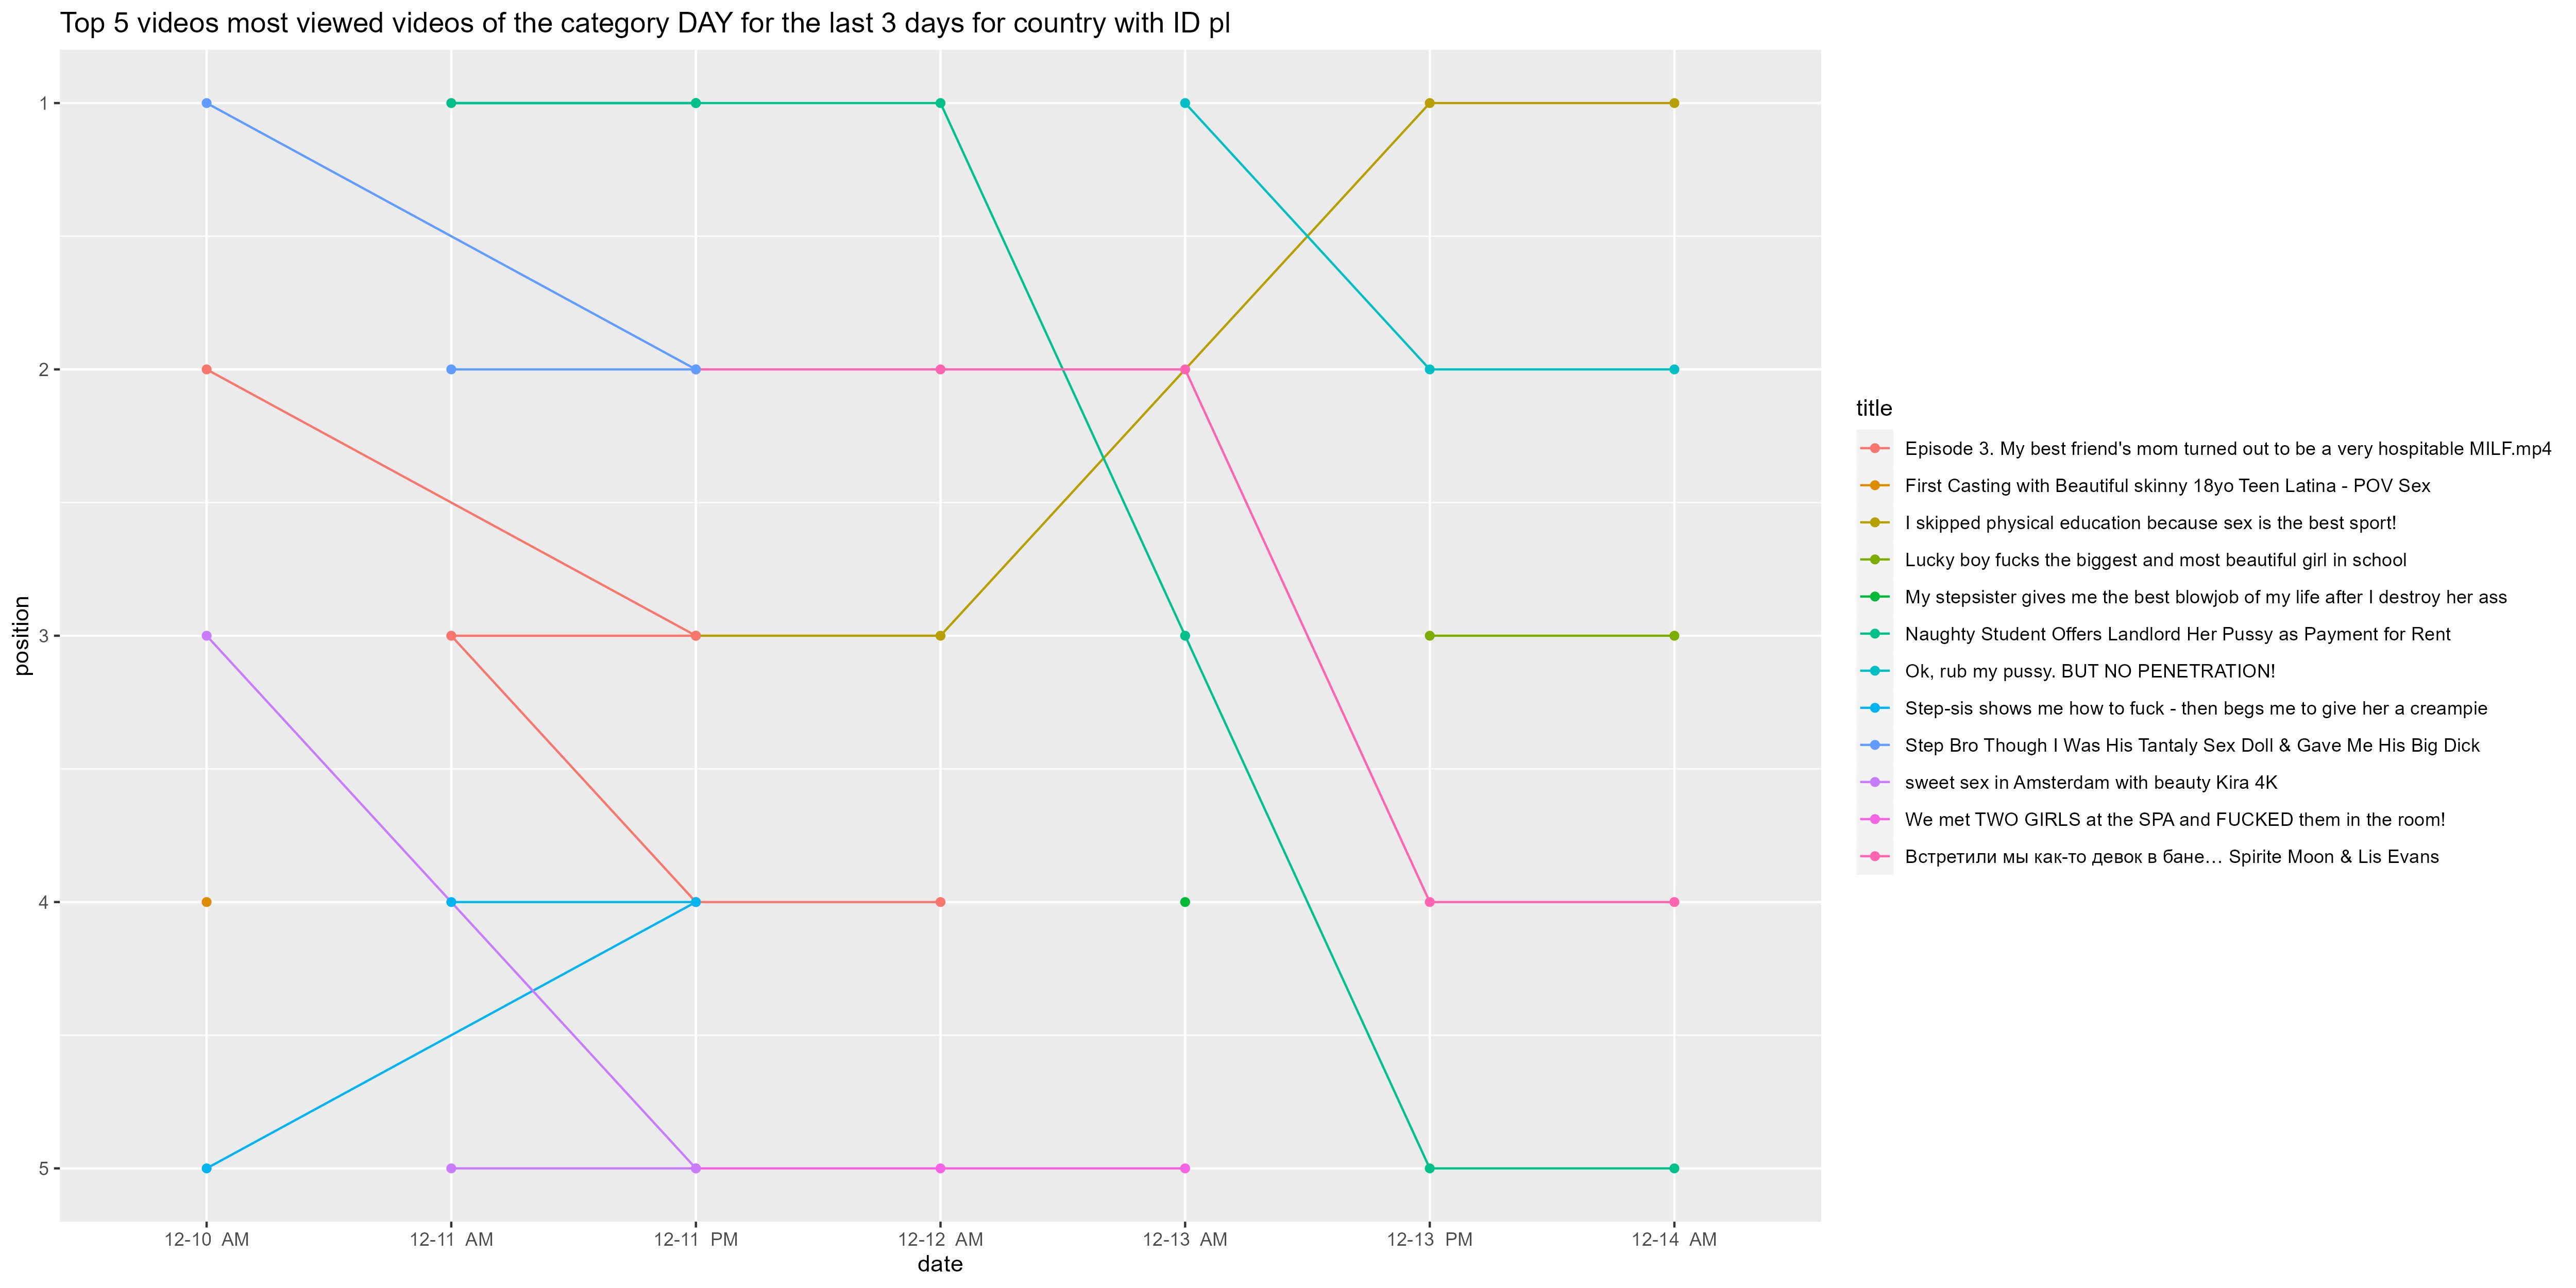 Top 5 videos most viewed videos of the category DAY for the last 3 days for country with ID pl
position
1
2
3
4
5
12-10 AM
12-11 AM
12-11 PM
12-12 AM
12-13 AM
12-13 PM
12-14 AM
date
title
Episode 3. My best friend's mom turned out to be a very hospitable MILF.mp4
First Casting with Beautiful skinny 18yo Teen Latina - POV Sex
I skipped physical education because sex is the best sport!
Lucky boy fucks the biggest and most beautiful girl in school
My stepsister gives me the best blowjob of my life after I destroy her ass
Naughty Student Offers Landlord Her Pussy as Payment for Rent
Ok, rub my pussy. BUT NO PENETRATION!
Step-sis shows me how to fuck - then begs me to give her a creampie
Step Bro Though I Was His Tantaly Sex Doll & Gave Me His Big Dick
sweet sex in Amsterdam with beauty Kira 4K
We met TWO GIRLS at the SPA and FUCKED them in the room!
Встретили мы как-то девок в бане… Spirite Moon & Lis Evans